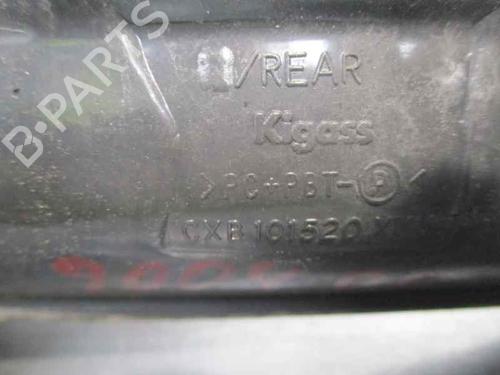 /REAR
Kigass
>PC+PBT-Ⓡ<
CXB 101520
B-PARTS